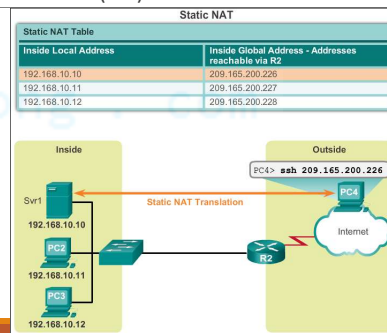 Static NAT
Static NAT Table
Inside Local Address
Inside Global Address - Addresses reachable via R2
192.168.10.10
209.165.200.226
192.168.10.11
209.165.200.227
192.168.10.12
209.165.200.228
Inside
Outside
PC4> ssh 209.165.200.226
Svr1
Static NAT Translation
PC4
192.168.10.10
Internet
PC2
R2
192.168.10.11
PC3
192.168.10.12